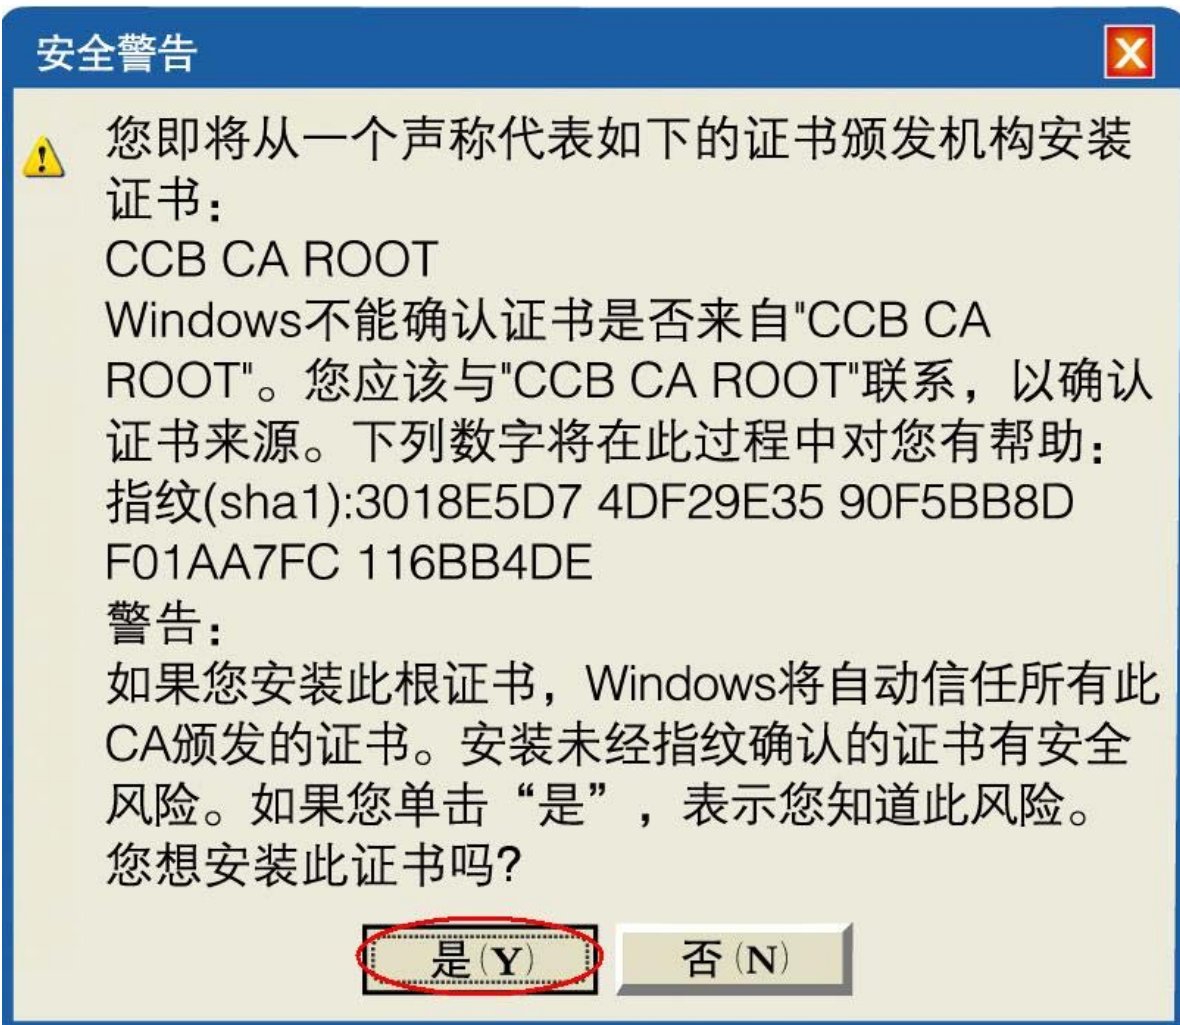 安全警告
您即将从一个声称代表如下的证书颁发机构安装
证书：
CCB CA ROOT
Windows不能确认证书是否来自"CCB CA
ROOT"。您应该与"CCB CA ROOT"联系，以确认
证书来源。下列数字将在此过程中对您有帮助：
指纹(sha1):3018E5D7 4DF29E35 90F5BB8D
F01AA7FC 116BB4DE
警告：
如果您安装此根证书，Windows将自动信任所有此
CA颁发的证书。安装未经指纹确认的证书有安全
风险。如果您单击“是”，表示您知道此风险。
您想安装此证书吗?
是(Y) 否(N)